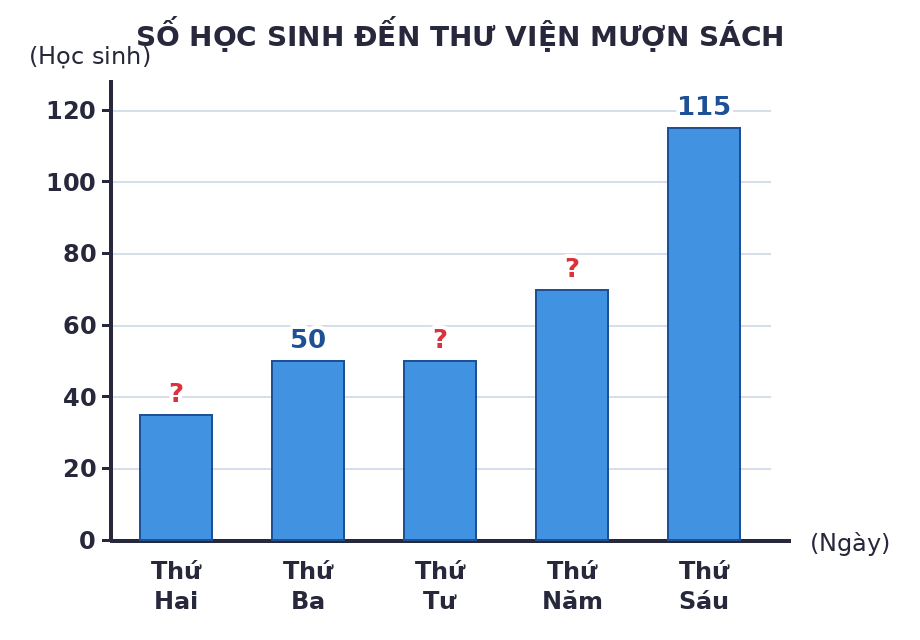 SỐ HỌC SINH ĐẾN THƯ VIỆN MƯỢN SÁCH
(Học sinh)
120
100
80
60
40
20
0
?
50
?
?
115
(Ngày)
Thứ Hai
Thứ Ba
Thứ Tư
Thứ Năm
Thứ Sáu